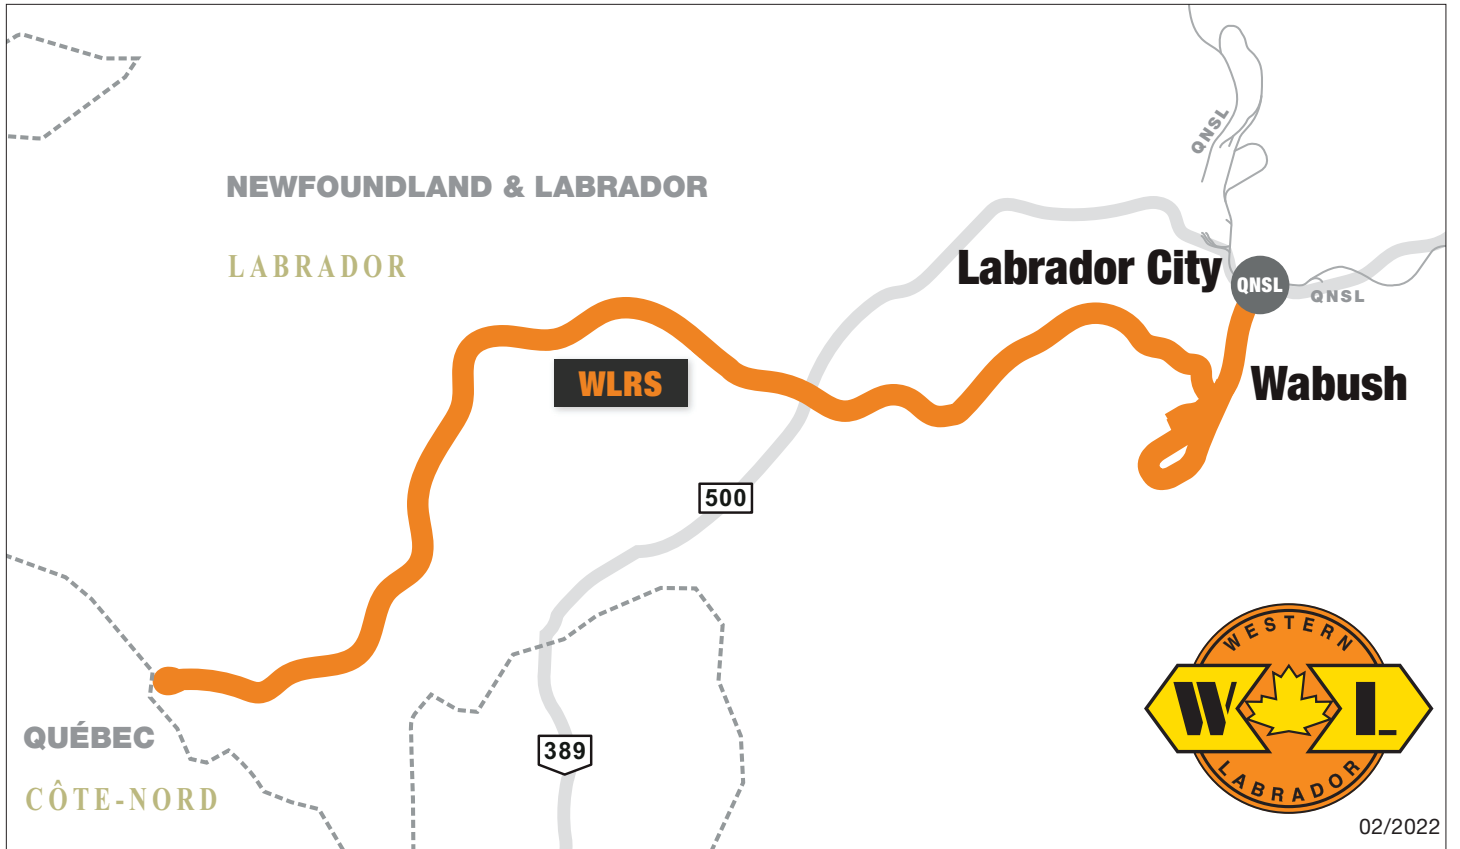 QNSL
NEWFOUNDLAND & LABRADOR
LABRADOR
Labrador City
QNSL
QNSL
WLRS
Wabush
500
WESTERN
W L
LABRADOR
QUÉBEC
389
CÔTE-NORD
02/2022